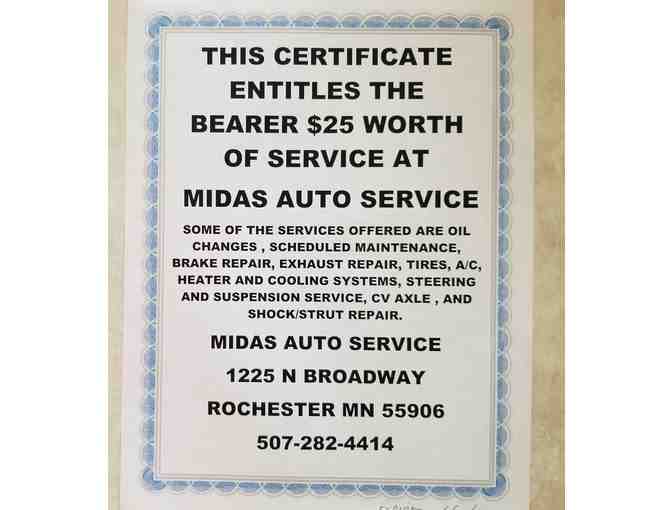 THIS CERTIFICATE
ENTITLES THE
BEARER $25 WORTH
OF SERVICE AT
MIDAS AUTO SERVICE
SOME OF THE SERVICES OFFERED ARE OIL
CHANGES , SCHEDULED MAINTENANCE,
BRAKE REPAIR, EXHAUST REPAIR, TIRES, A/C,
HEATER AND COOLING SYSTEMS, STEERING
AND SUSPENSION SERVICE, CV AXLE , AND
SHOCK/STRUT REPAIR.
MIDAS AUTO SERVICE
1225 N BROADWAY
ROCHESTER MN 55906
507-282-4414